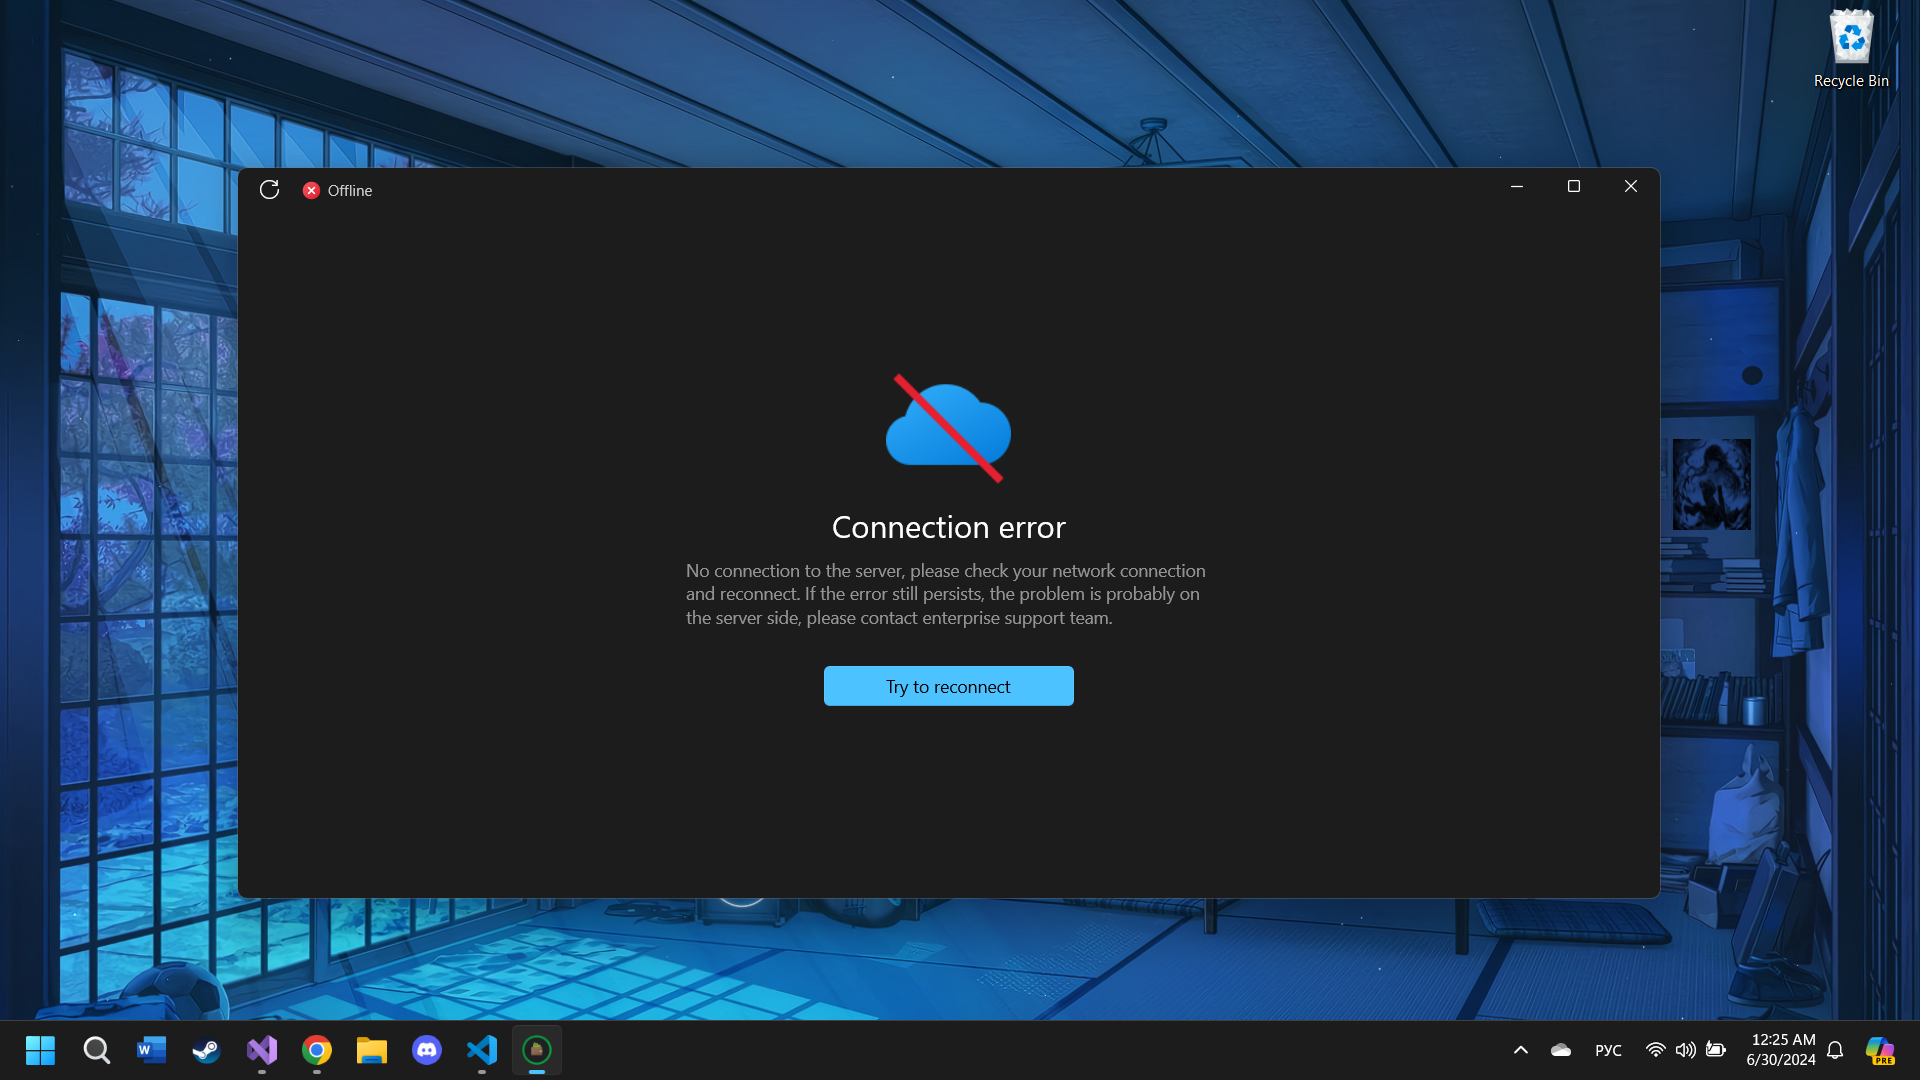 Recycle Bin
Offline
Connection error
No connection to the server, please check your network connection
and reconnect. If the error still persists, the problem is probably on
the server side, please contact enterprise support team.
Try to reconnect
W
РУС
12:25 AM
6/30/2024
PRE